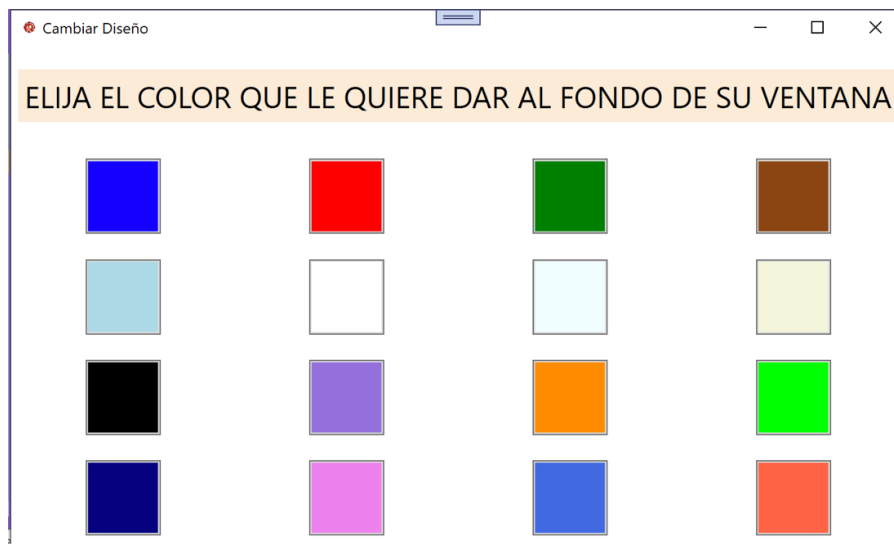 Cambiar Diseño
ELIJA EL COLOR QUE LE QUIERE DAR AL FONDO DE SU VENTANA